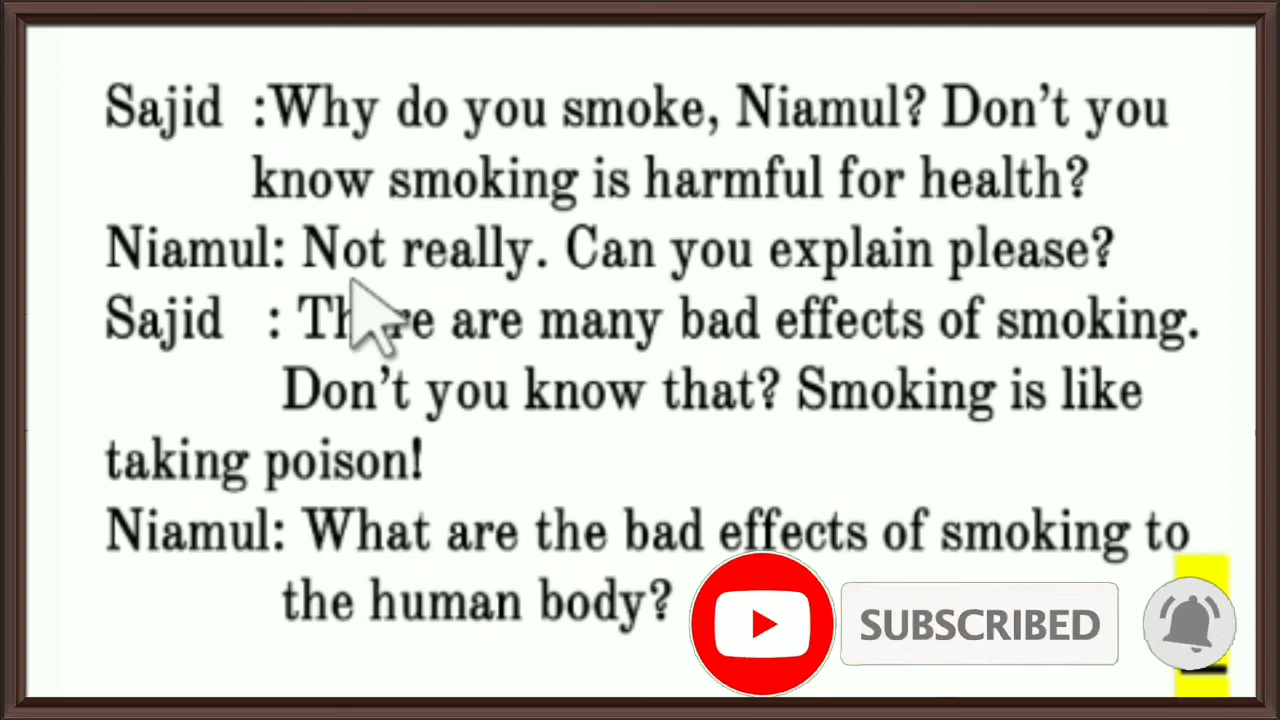 Sajid :Why do you smoke, Niamul? Don't you
know smoking is harmful for health?
Niamul: Not really. Can you explain please?
Sajid : There are many bad effects of smoking.
Don't you know that? Smoking is like
taking poison!
Niamul: What are the bad effects of smoking to
the human body?
SUBSCRIBED